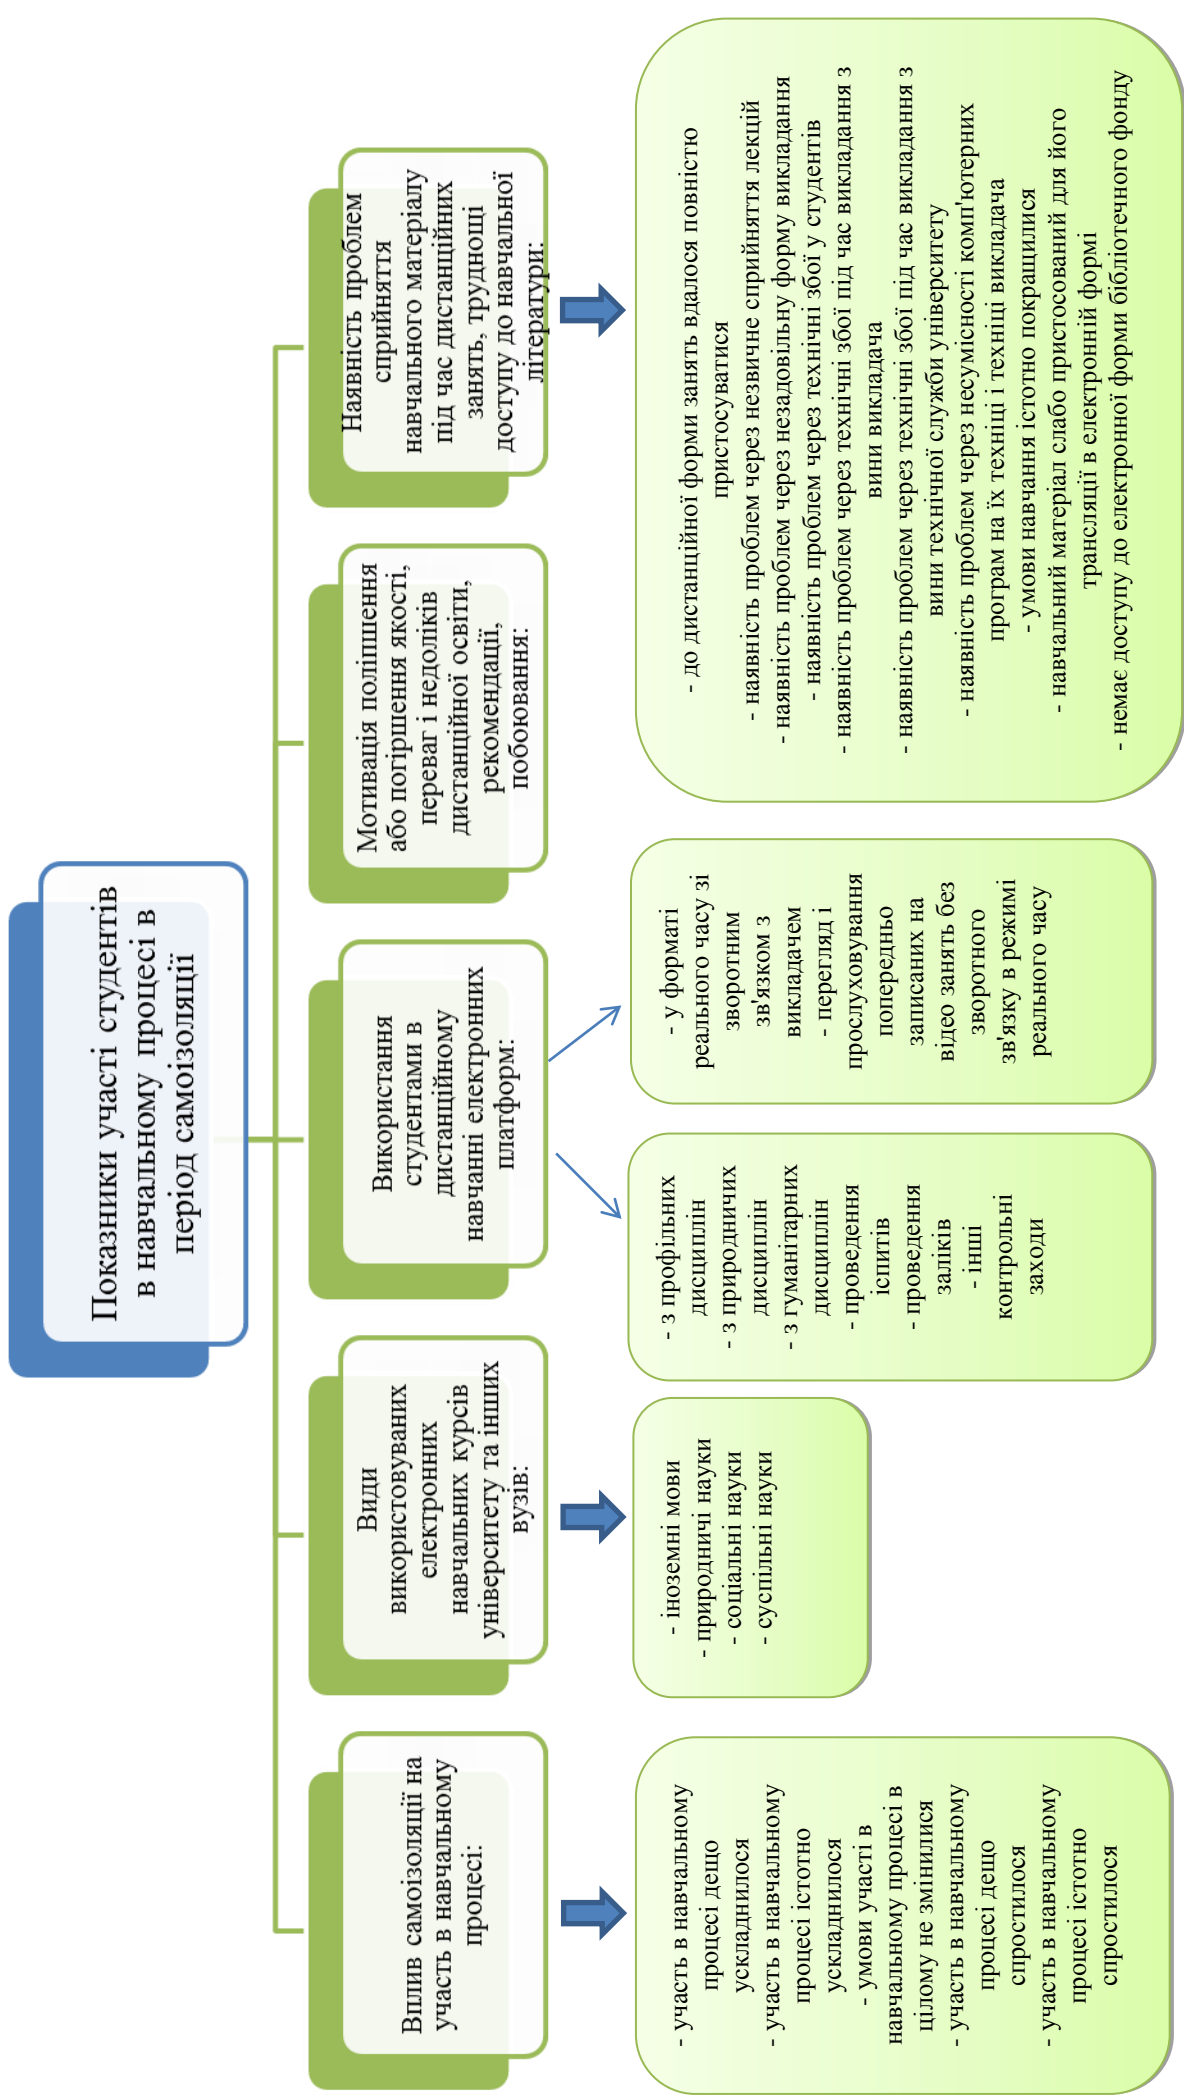 Показники участі студентів
в навчальному процесі в
період самоізоляції
Вплив самоізоляції на
участь в навчальному
процесі:
Види
використовуваних
електронних
навчальних курсів
університету та інших
вузів:
Використання
студентами в
дистанційному
навчанні електронних
платформ:
Мотивація поліпшення
або погіршення якості,
переваг і недоліків
дистанційної освіти,
рекомендації,
побоювання:
Наявність проблем
сприйняття
навчального матеріалу
під час дистанційних
занять, труднощі
доступу до навчальної
літератури:
- участь в навчальному
процесі дещо
ускладнилося
- участь в навчальному
процесі істотно
ускладнилося
- умови участі в
навчальному процесі в
цілому не змінилися
- участь в навчальному
процесі дещо
спростилося
- участь в навчальному
процесі істотно
спростилося
- іноземні мови
- природничі науки
- соціальні науки
- суспільні науки
- з профільних
дисциплін
- з природничих
дисциплін
- з гуманітарних
дисциплін
- проведення
іспитів
- проведення
заліків
- інші
контрольні
заходи
- у форматі
реального часу зі
зворотним
зв'язком з
викладачем
- перегляд і
прослуховування
попередньо
записаних на
відео занять без
зворотного
зв'язку в режимі
реального часу
- до дистанційної форми занять вдалося повністю
пристосуватися
- наявність проблем через незвичне сприйняття лекцій
- наявність проблем через незадовільну форму викладання
- наявність проблем через технічні збої у студентів
- наявність проблем через технічні збої під час викладання з
вини викладача
- наявність проблем через технічні збої під час викладання з
вини технічної служби університету
- наявність проблем через несумісності комп'ютерних
програм на їх техніці і техніці викладача
- умови навчання істотно покращилися
- навчальний матеріал слабо пристосований для його
трансляції в електронній формі
- немає доступу до електронної форми бібліотечного фонду